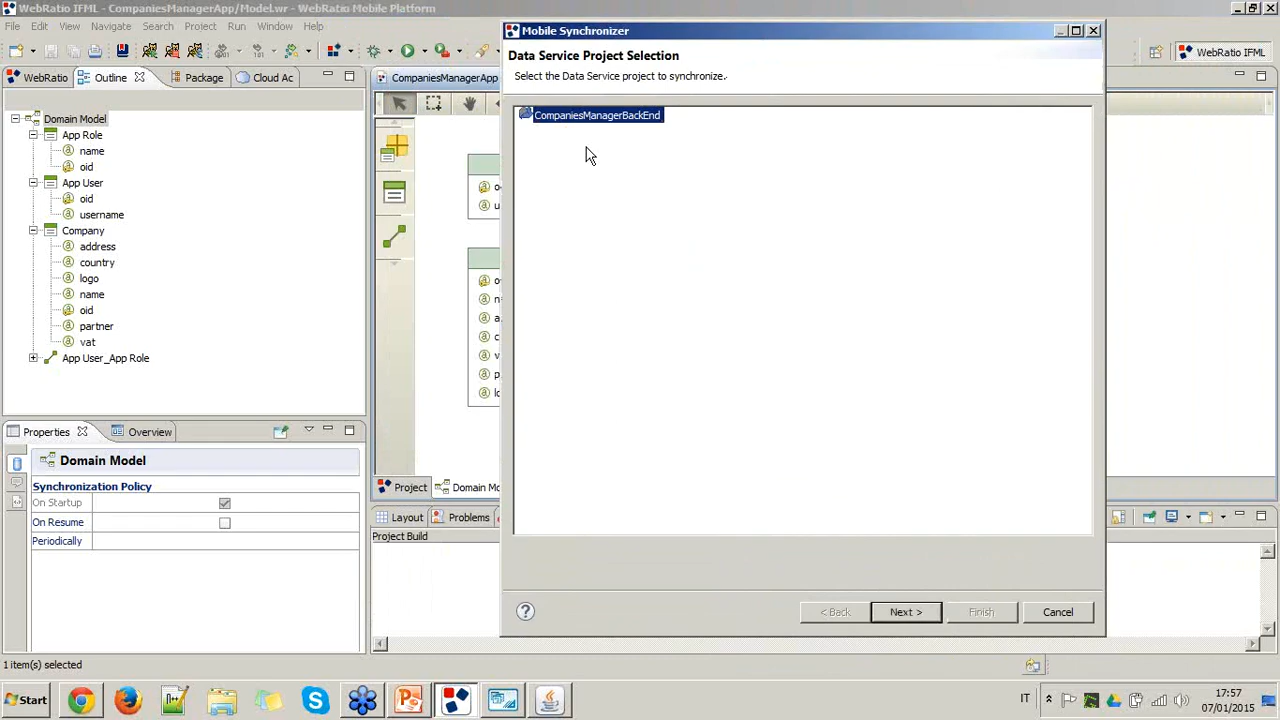 WebRatio IFML - CompaniesManagerApp/Model.lwr - WebRatio Mobile Platform
File Edit View Navigate Search Project Run Window Help
WebRatio IFML
WebRatio Outline Package Cloud Ac
CompaniesManagerApp
Domain Model
App Role
name
oid
App User
oid
username
Company
address
country
logo
name
oid
partner
vat
App User_App Role
Properties Overview
Domain Model
Synchronization Policy
On Startup
On Resume
Periodically
Project Domain Mo
Layout Problems
Project Build
Mobile Synchronizer
Data Service Project Selection
Select the Data Service project to synchronize.
CompaniesManagerBackEnd
< Back Next > Finish Cancel
1 item(s) selected
Start
IT
17:57
07/01/2015